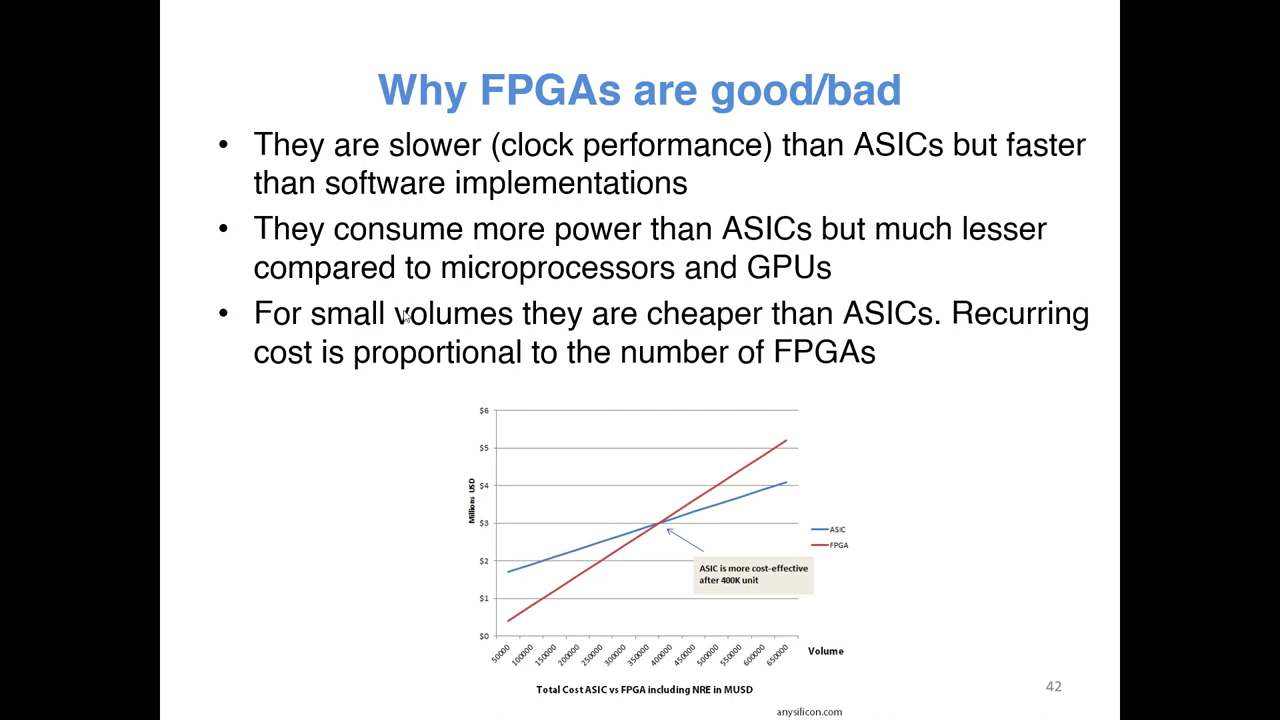 Why FPGAs are good/bad
• They are slower (clock performance) than ASICs but faster
than software implementations
• They consume more power than ASICs but much lesser
compared to microprocessors and GPUs
• For small volumes they are cheaper than ASICs. Recurring
cost is proportional to the number of FPGAs
$6
$5
$4
$3
$2
$1
$0
Millions USD
ASIC
FPGA
ASIC is more cost-effective
after 400K unit
50000
100000
150000
200000
250000
300000
350000
400000
450000
500000
550000
600000
650000
Volume
Total Cost ASIC vs FPGA including NRE in MUSD
42
anysilicon.com